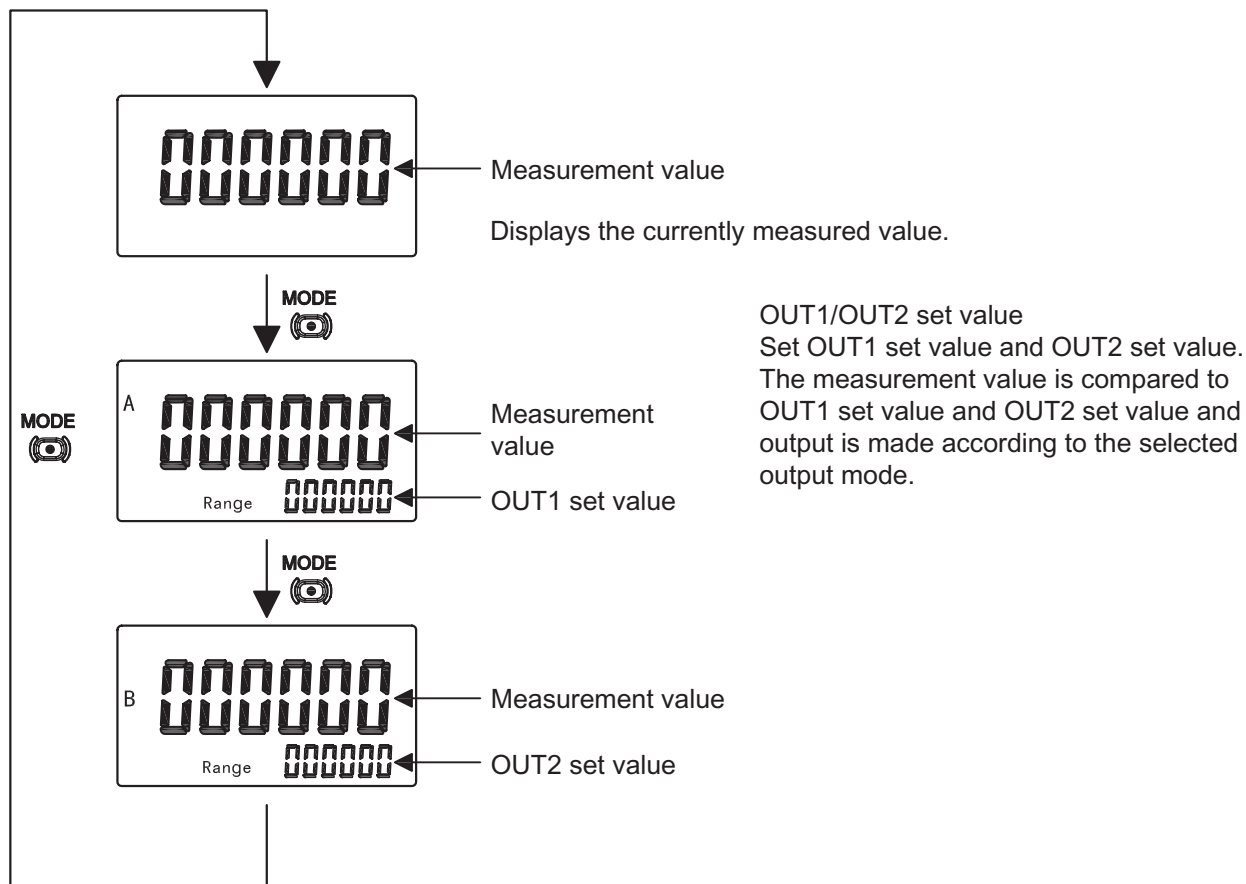 000000
Measurement value
Displays the currently measured value.
MODE
OUT1/OUT2 set value
Set OUT1 set value and OUT2 set value.
The measurement value is compared to
OUT1 set value and OUT2 set value and
output is made according to the selected
output mode.
MODE
A
000000
Measurement
value
Range
000000
OUT1 set value
MODE
B
000000
Measurement value
Range
000000
OUT2 set value